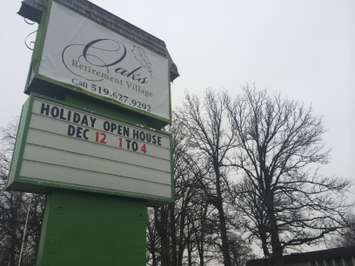 Oaks
Retirement Village
Call 519.627.9292
HOLIDAY OPEN HOUSE
DEC 12 1 TO 4